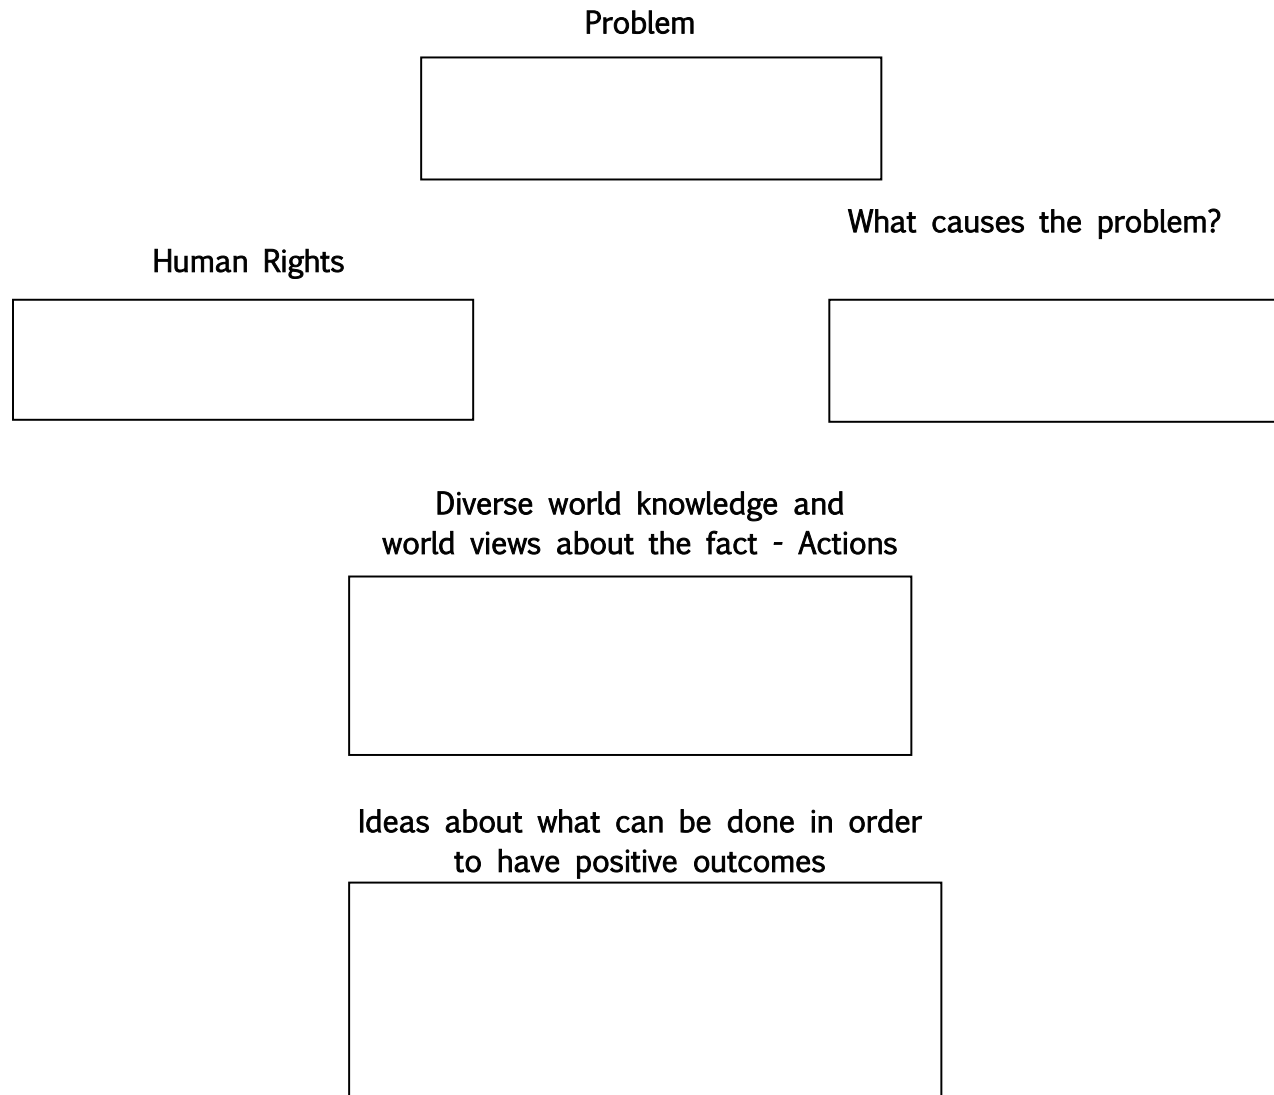 Problem
What causes the problem?
Human Rights
Diverse world knowledge and
world views about the fact - Actions
Ideas about what can be done in order
to have positive outcomes